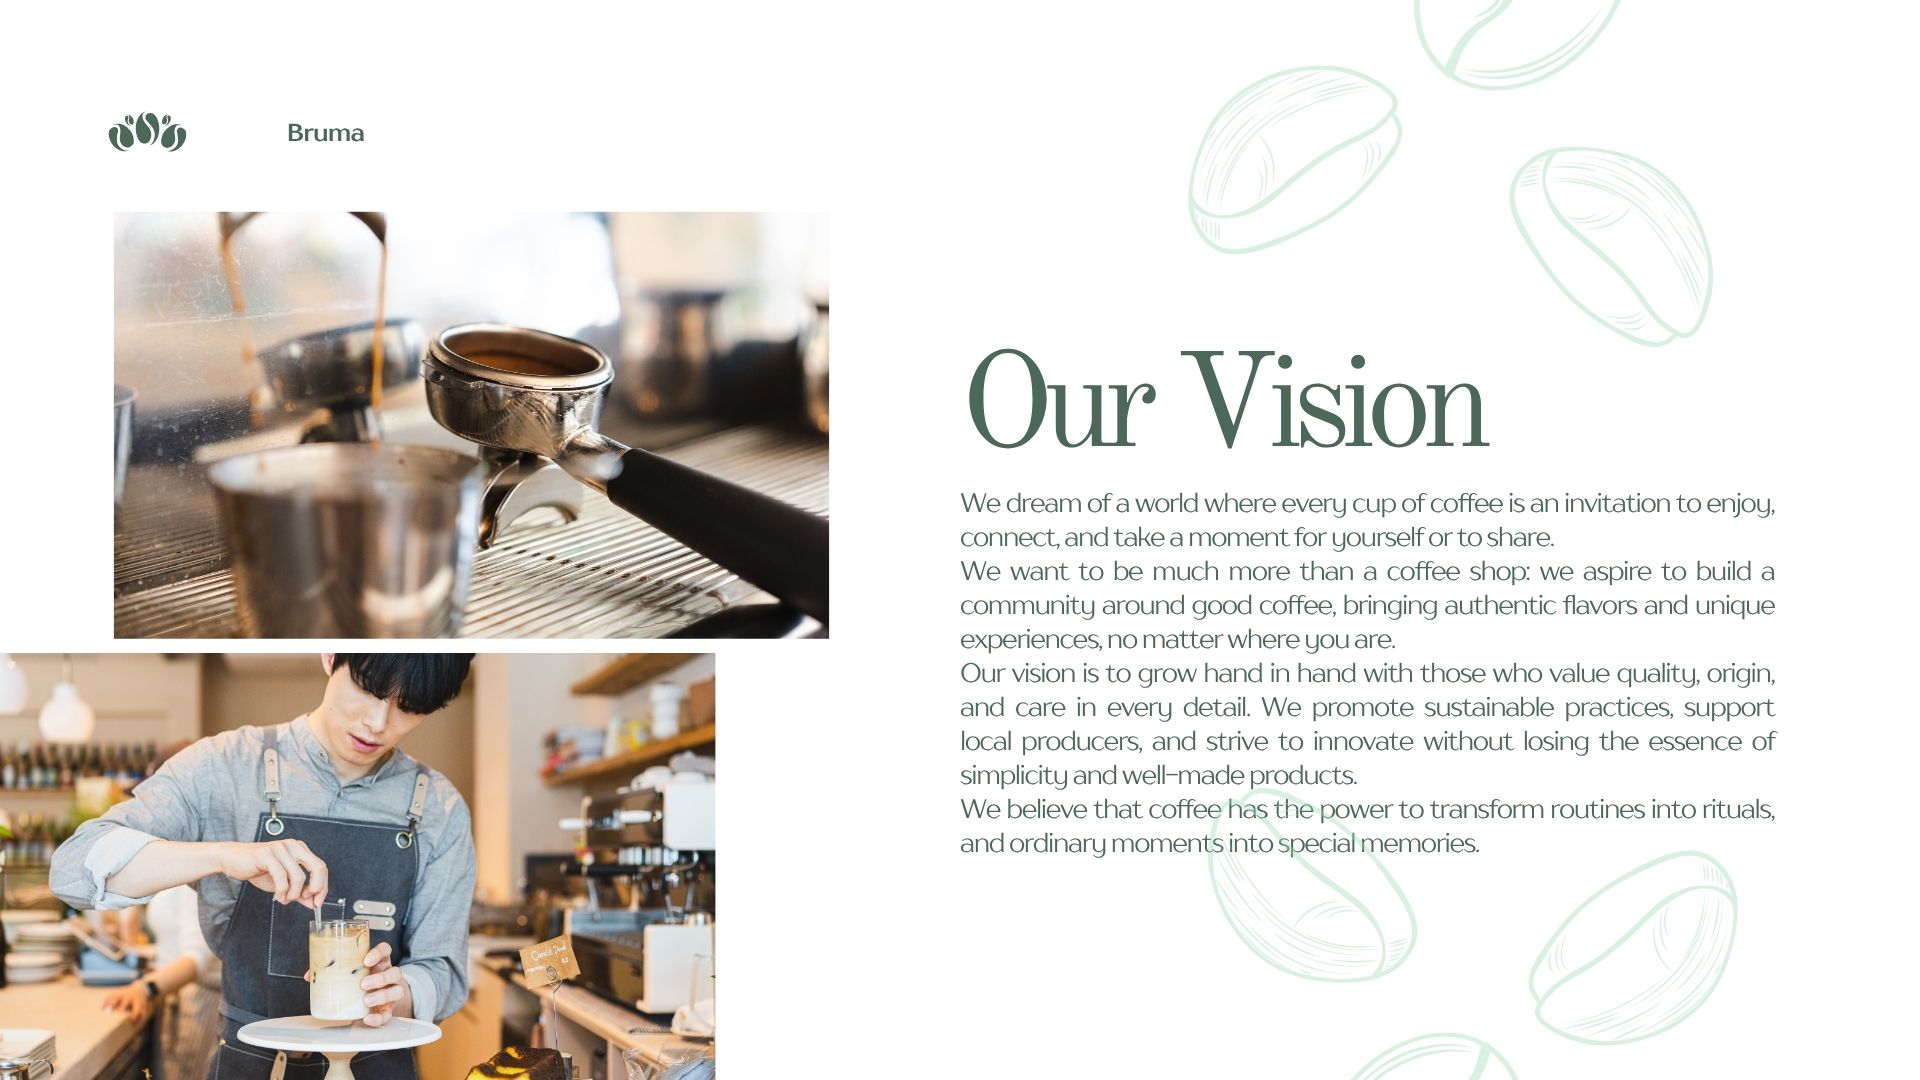 Bruma
Our Vision
We dream of a world where every cup of coffee is an invitation to enjoy,
connect, and take a moment for yourself or to share.
We want to be much more than a coffee shop: we aspire to build a
community around good coffee, bringing authentic flavors and unique
experiences, no matter where you are.
Our vision is to grow hand in hand with those who value quality, origin,
and care in every detail. We promote sustainable practices, support
local producers, and strive to innovate without losing the essence of
simplicity and well-made products.
We believe that coffee has the power to transform routines into rituals,
and ordinary moments into special memories.